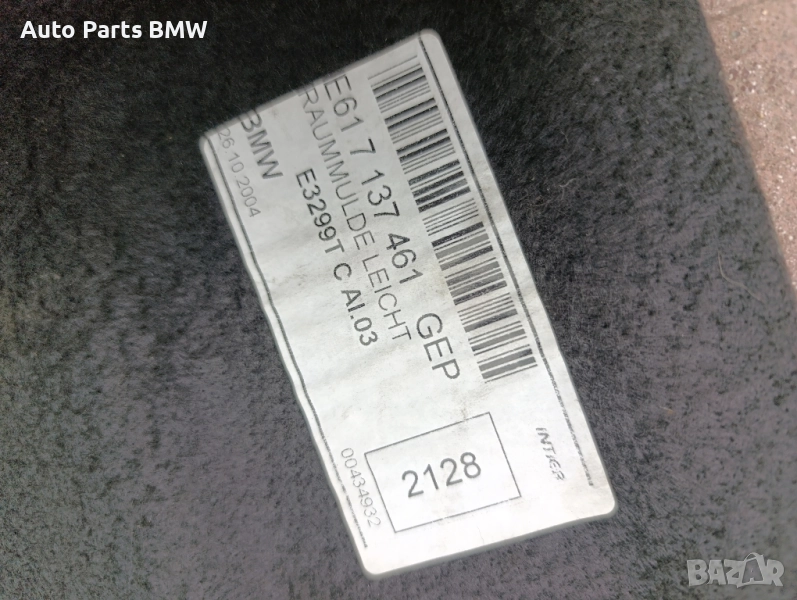 Auto Parts BMW
E61 7 137 461 GEP
RAUMMULDE LEICHT
E3299T C AI.03
BMW
26.10.2004
2128
00434932
INTIER
BAZAR